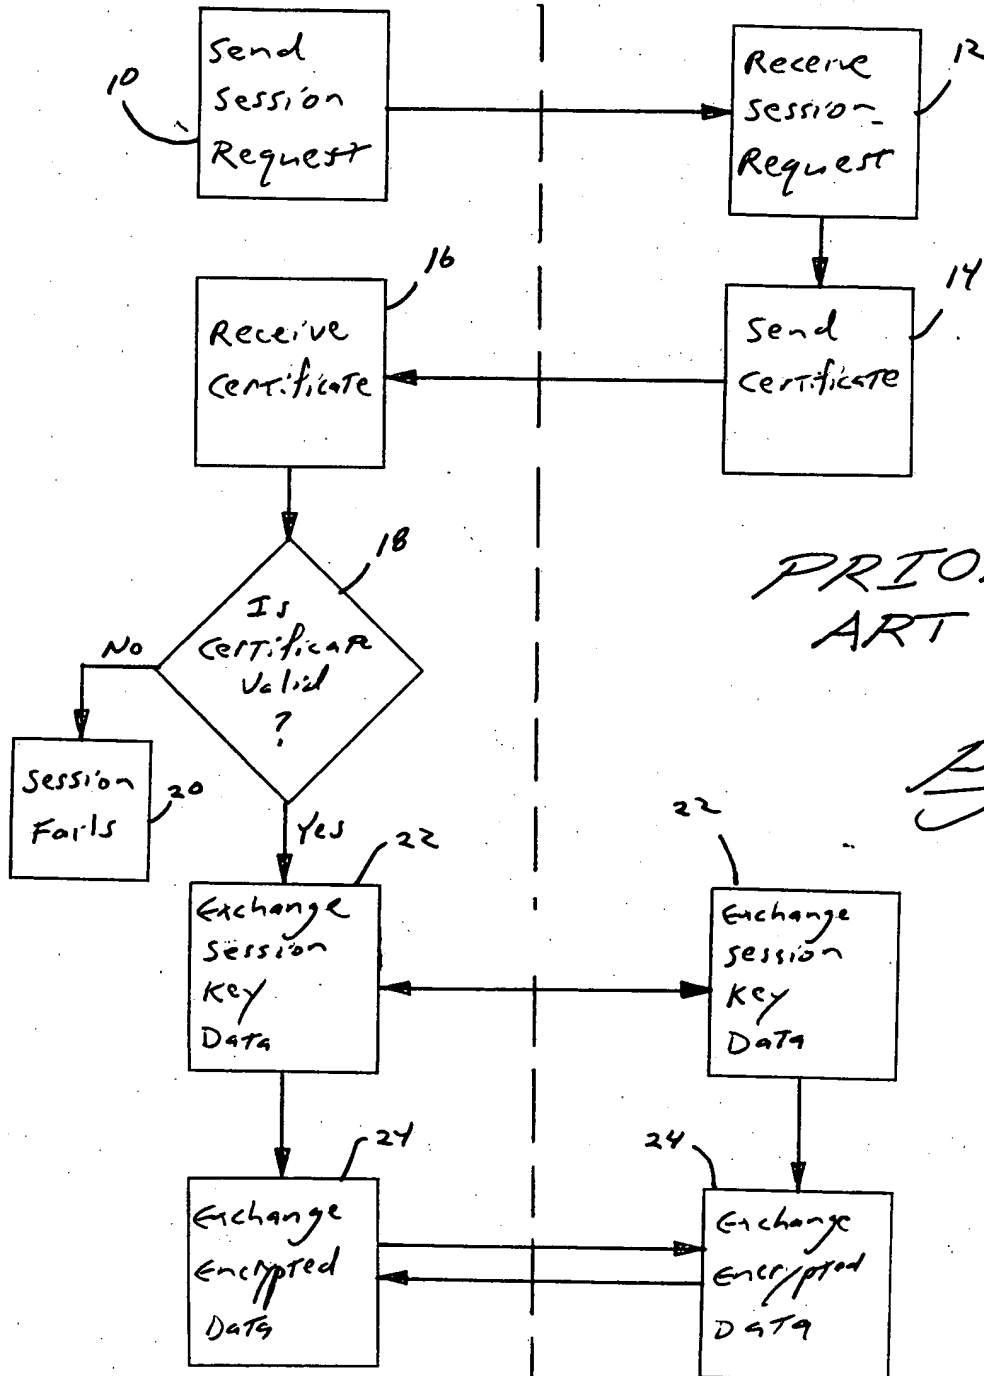 10
Send
Session
Request
Receive
Session
Request
12
16
Receive
Certificate
Send
Certificate
14
18
Is
Certificate
Valid
?
No
Yes
Session
Fails
20
PRIOR
ART
22
Exchange
Session
Key
Data
22
Exchange
Session
Key
Data
24
Exchange
Encrypted
Data
24
Exchange
Encrypted
Data